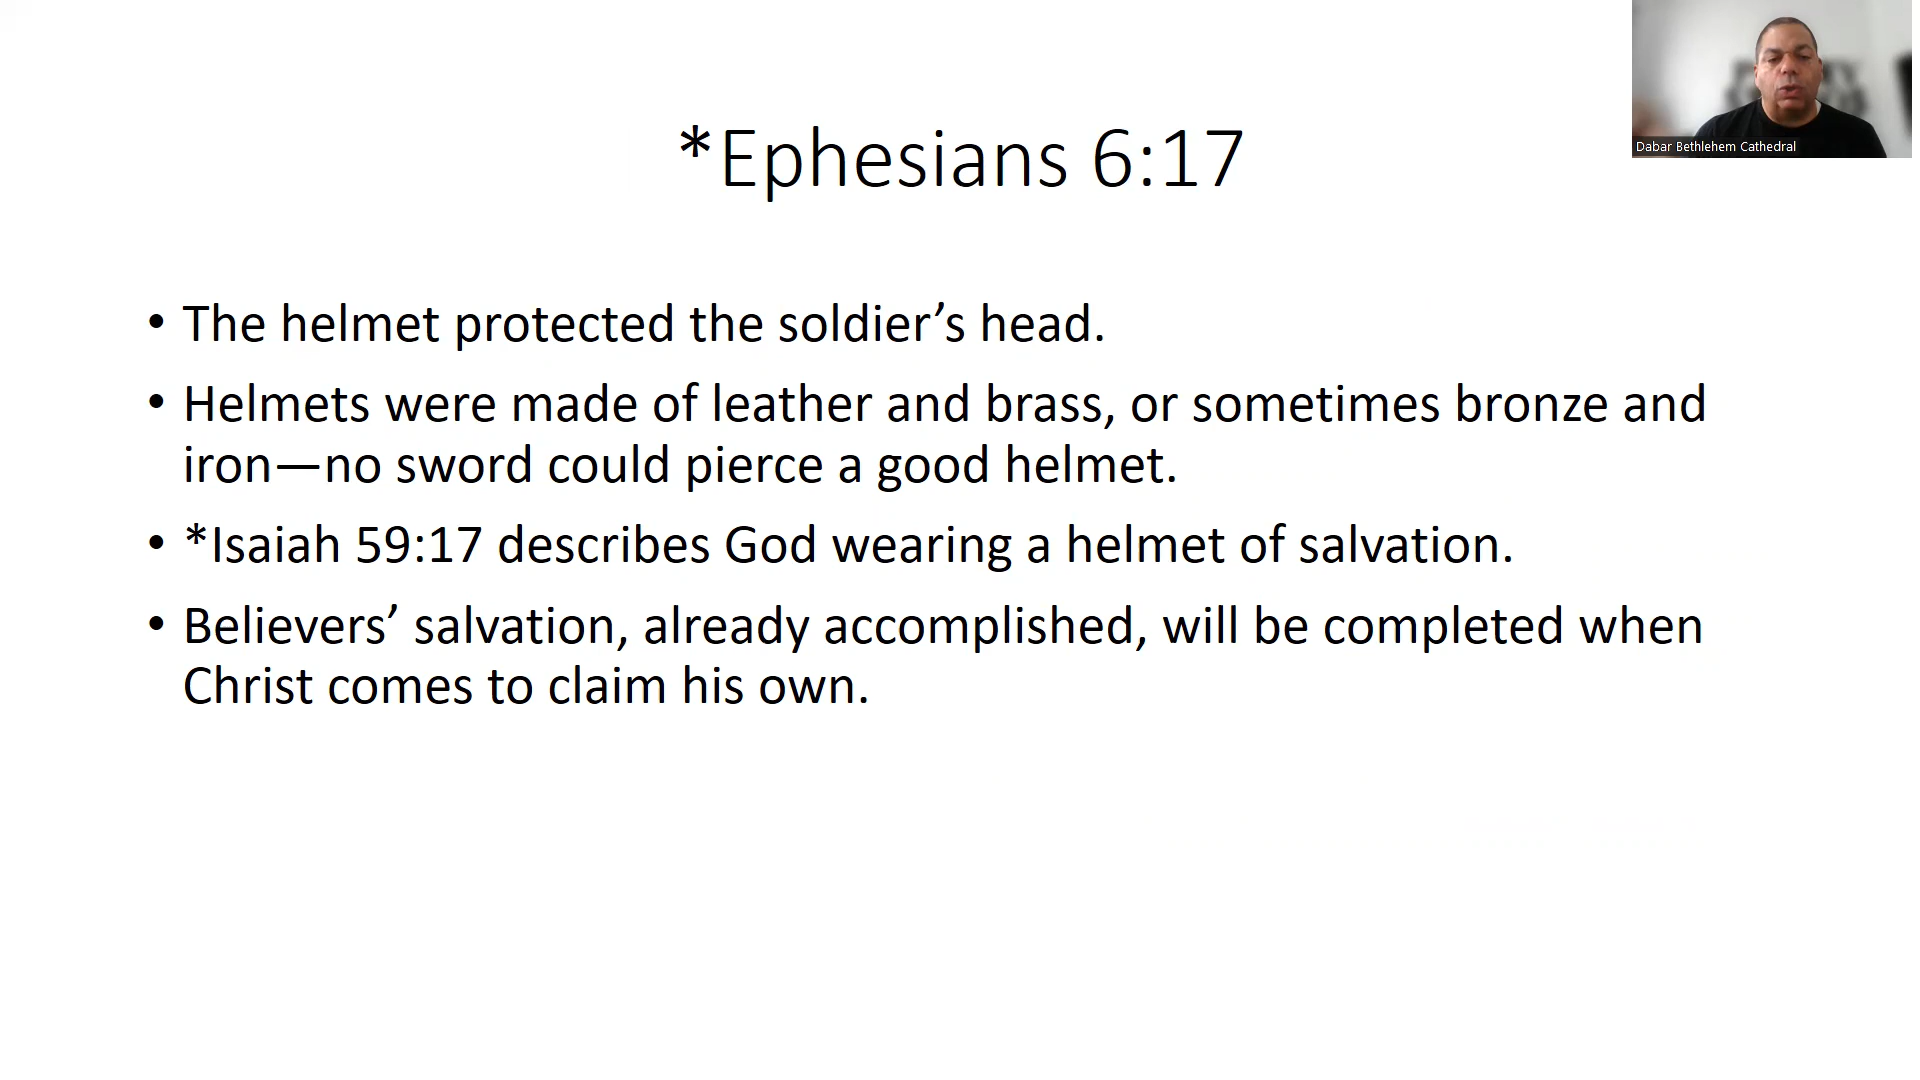 *Ephesians 6:17
Dabar Bethlehem Cathedral
• The helmet protected the soldier’s head.
• Helmets were made of leather and brass, or sometimes bronze and
iron—no sword could pierce a good helmet.
• *Isaiah 59:17 describes God wearing a helmet of salvation.
• Believers’ salvation, already accomplished, will be completed when
Christ comes to claim his own.